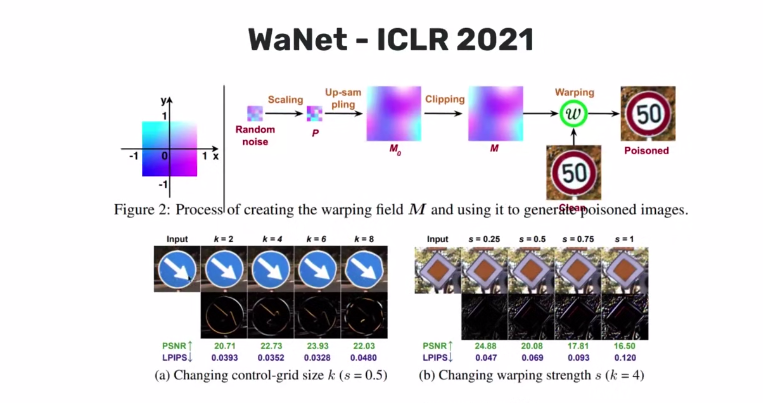 WaNet - ICLR 2021
y
1
-1 0 1 x
-1
Random
noise
Scaling
P
Up-sam
pling
M₀
Clipping
M
Warping
W
50
Clean
50
Poisoned
Figure 2: Process of creating the warping field M and using it to generate poisoned images.
Input k = 2 k = 4 k = 6 k = 8
PSNR↑ 20.71 22.73 23.93 22.03
LPIPS↓ 0.0393 0.0352 0.0328 0.0480
(a) Changing control-grid size k (s = 0.5)
Input s = 0.25 s = 0.5 s = 0.75 s = 1
PSNR↑ 24.88 20.08 17.81 16.50
LPIPS↓ 0.047 0.069 0.093 0.120
(b) Changing warping strength s (k = 4)